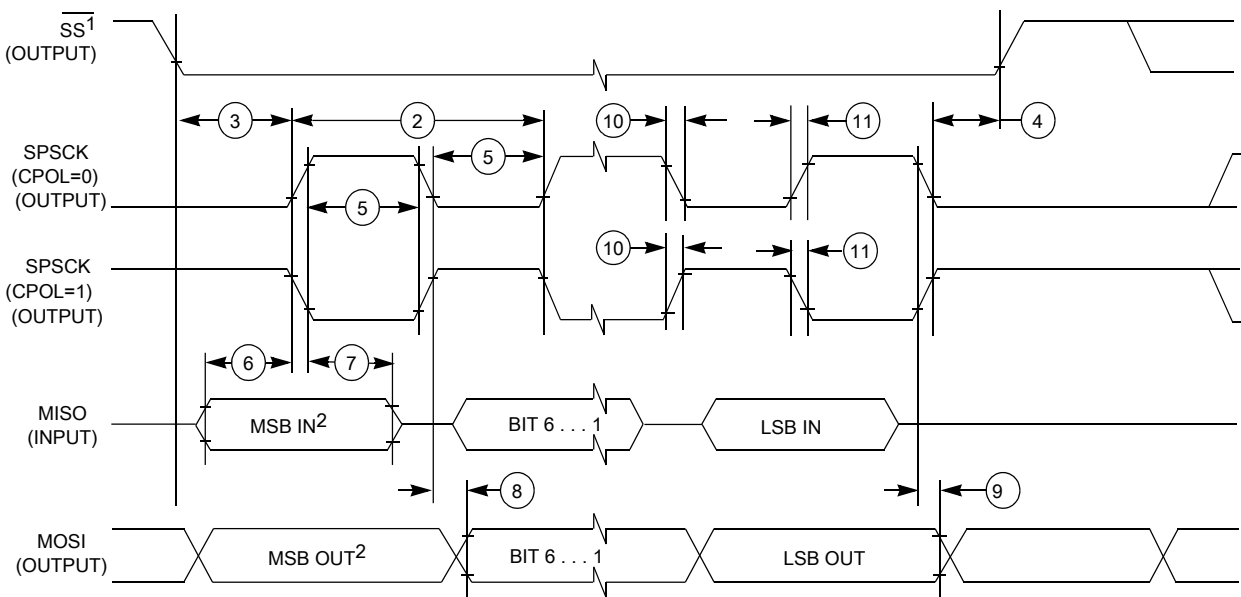 SS1
(OUTPUT)
3
2
10
11
4
SPSCK
(CPOL=0)
(OUTPUT)
5
5
10
11
SPSCK
(CPOL=1)
(OUTPUT)
6
7
MISO
(INPUT)
MSB IN2
BIT 6 . . . 1
LSB IN
8
9
MOSI
(OUTPUT)
MSB OUT2
BIT 6 . . . 1
LSB OUT